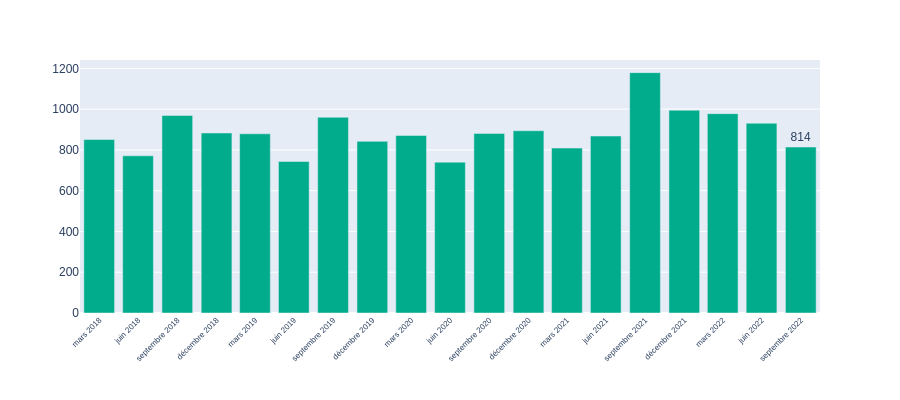 1200
1000
800
600
400
200
0
814
mars 2018
juin 2018
septembre 2018
décembre 2018
mars 2019
juin 2019
septembre 2019
décembre 2019
mars 2020
juin 2020
septembre 2020
décembre 2020
mars 2021
juin 2021
septembre 2021
décembre 2021
mars 2022
juin 2022
septembre 2022